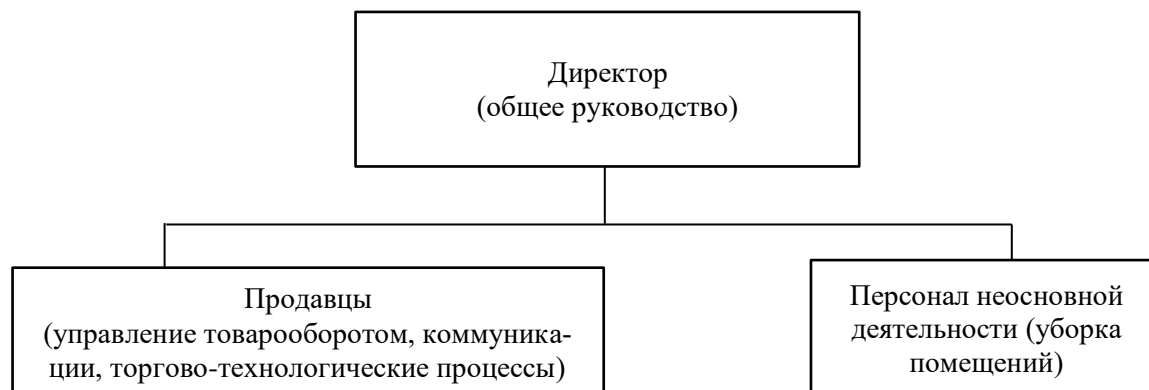 Директор
(общее руководство)
Продавцы
(управление товарооборотом, коммуника-
ции, торгово-технологические процессы)
Персонал неосновной
деятельности (уборка
помещений)